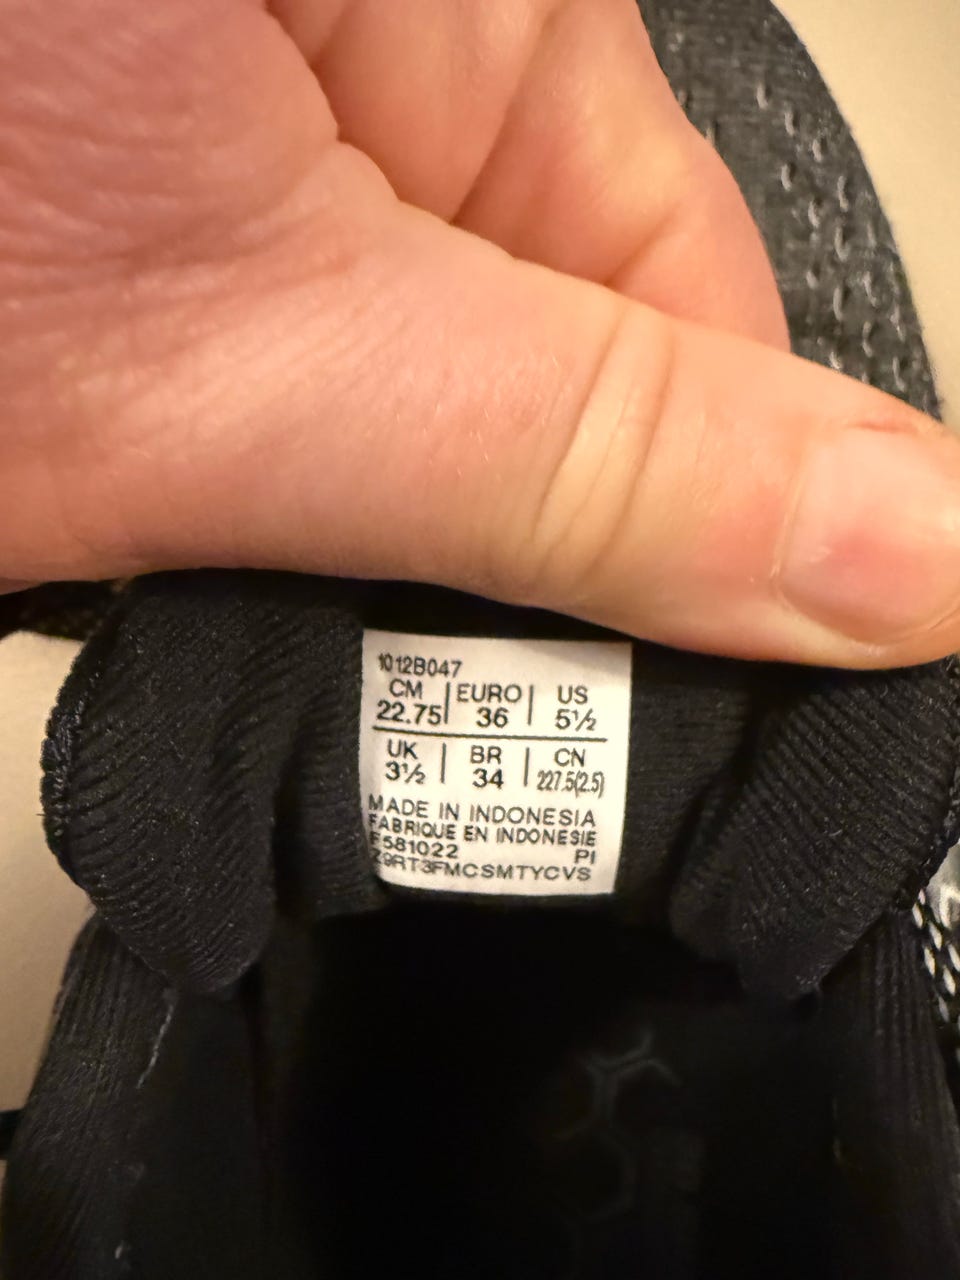 1012B047
CM | EURO | US
22.75 | 36 | 5½
UK | BR | CN
3½ | 34 | 227.5(2.5)
MADE IN INDONESIA
FABRIQUE EN INDONESIE
F581022 PI
Z9RT3FMCSMTYCVS